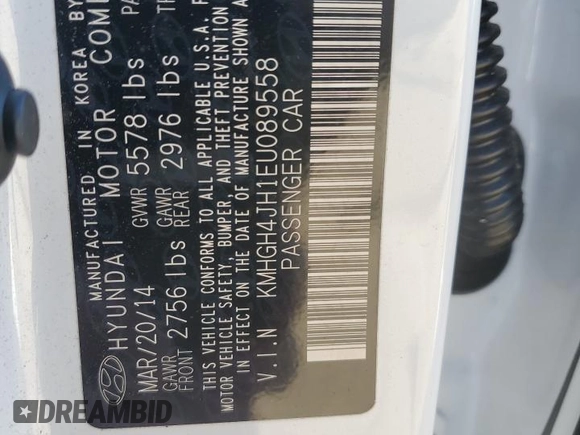 MANUFACTURED IN KOREA BY
HYUNDAI MOTOR COM
MAR/20/14 GVWR 5578 lbs PA
GAWR FRONT 2756 lbs GAWR REAR 2976 lbs
THIS VEHICLE CONFORMS TO ALL APPLICABLE U.S.A. F
MOTOR VEHICLE SAFETY, BUMPER, AND THEFT PREVENTION
IN EFFECT ON THE DATE OF MANUFACTURE SHOWN A
V.I.N KMHGH4JH1EU089558
PASSENGER CAR
DREAMBID